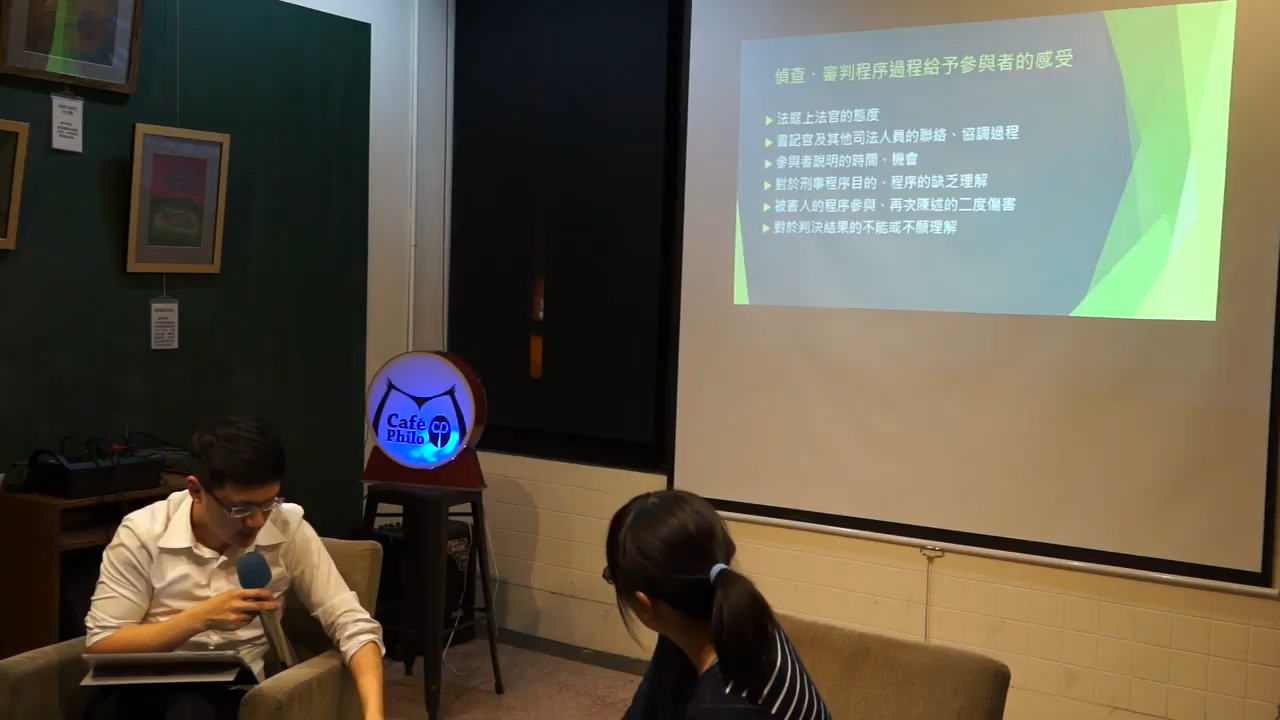 偵查、審判程序過程給予參與者的感受
法庭上法官的態度
書記官及其他司法人員的聯絡、協調過程
參與者說明的時間、機會
對於刑事程序目的、程序的缺乏理解
被害人的程序參與、再次陳述的二度傷害
對於判決結果的不能或不願理解
Café
Philo